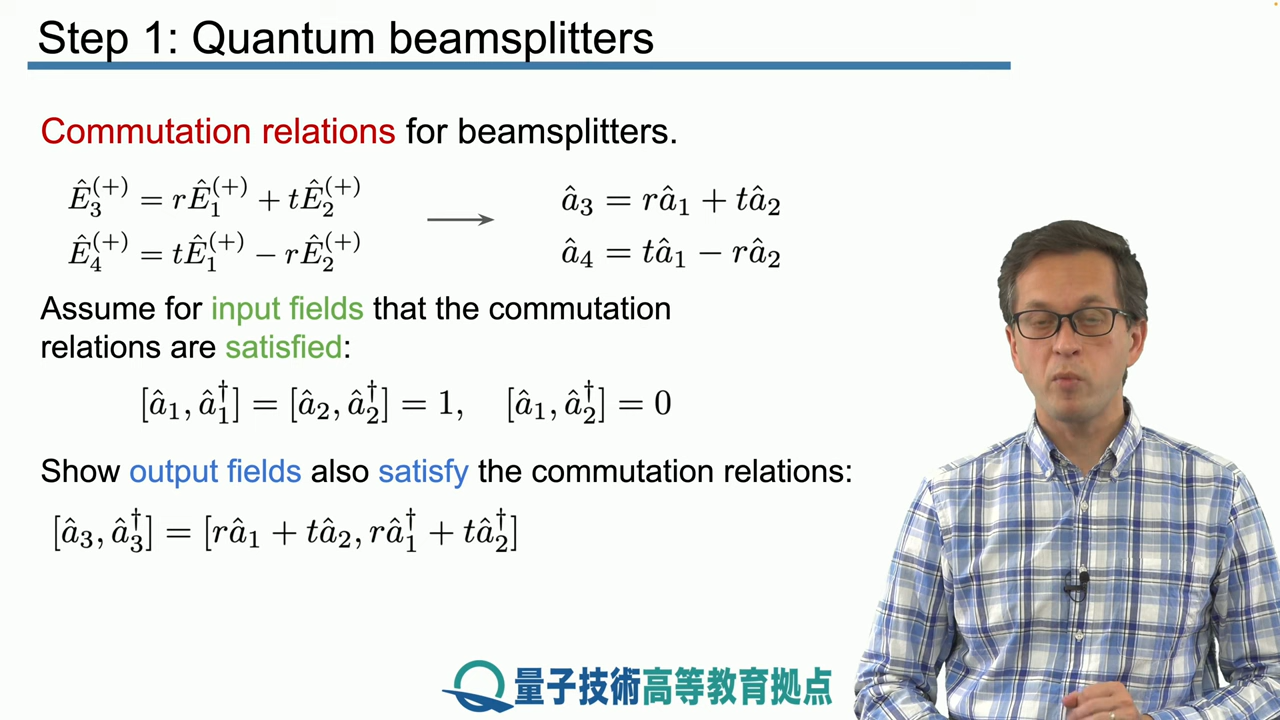 Step 1: Quantum beamsplitters
Commutation relations for beamsplitters.
Ê₃⁽⁺⁾ = rÊ₁⁽⁺⁾ + tÊ₂⁽⁺⁾ → â₃ = râ₁ + tâ₂
Ê₄⁽⁺⁾ = tÊ₁⁽⁺⁾ − rÊ₂⁽⁺⁾ â₄ = tâ₁ − râ₂
Assume for input fields that the commutation
relations are satisfied:
[â₁, â₁†] = [â₂, â₂†] = 1, [â₁, â₂†] = 0
Show output fields also satisfy the commutation relations:
[â₃, â₃†] = [râ₁ + tâ₂, râ₁† + tâ₂†]
量子技術高等教育拠点